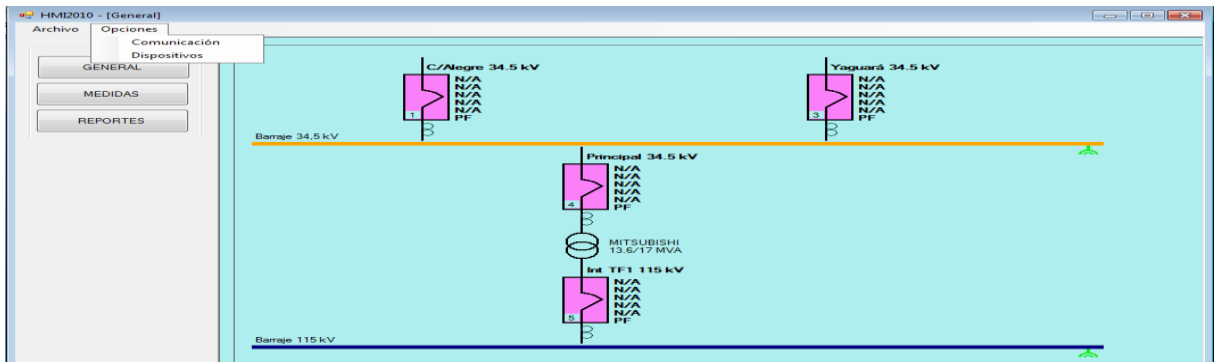 HMI2010 - [General]
Archivo Opciones
Comunicación
Dispositivos
GENERAL
MEDIDAS
REPORTES
C/Alegre 34.5 kV
N/A
N/A
N/A
N/A
N/A
PF
1
Yaguará 34.5 kV
N/A
N/A
N/A
N/A
N/A
PF
3
Barraje 34,5 kV
Principal 34.5 kV
N/A
N/A
N/A
N/A
N/A
PF
4
MITSUBISHI
13.6/17 MVA
Int TF1 115 kV
N/A
N/A
N/A
N/A
N/A
PF
5
Barraje 115 kV